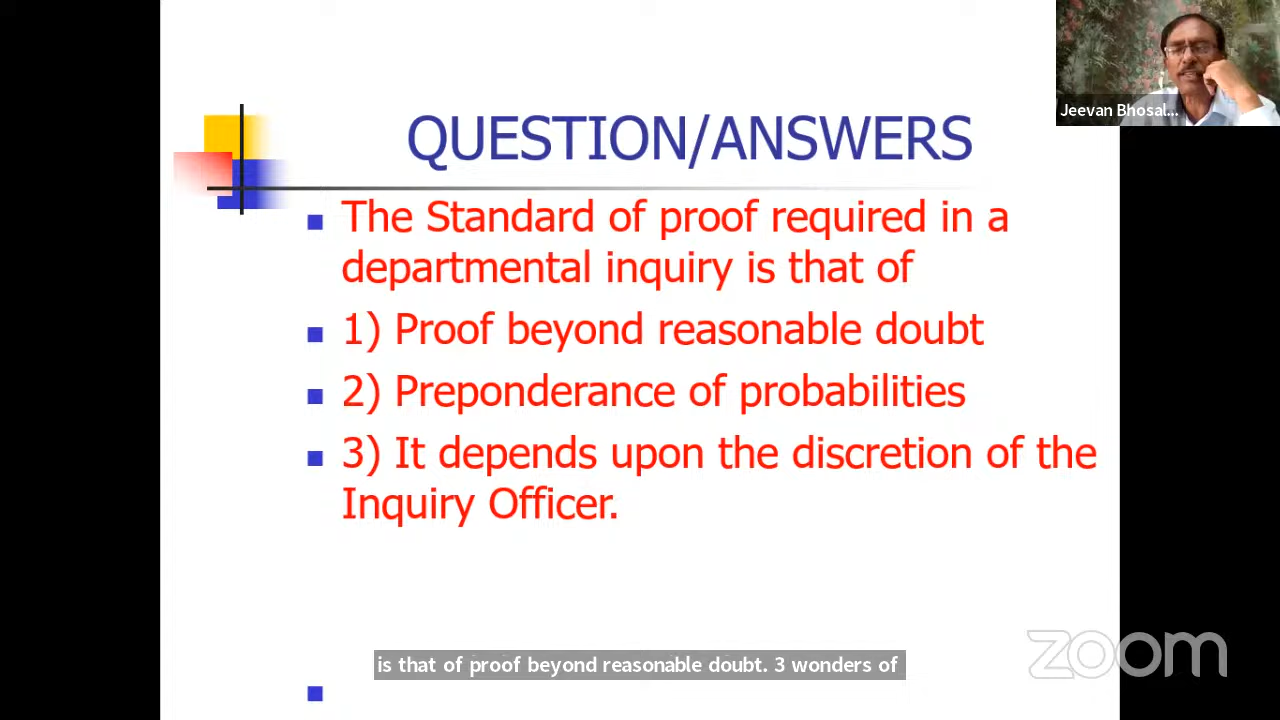 Jeevan Bhosal...
QUESTION/ANSWERS
The Standard of proof required in a
departmental inquiry is that of
1) Proof beyond reasonable doubt
2) Preponderance of probabilities
3) It depends upon the discretion of the
Inquiry Officer.
zoom
is that of proof beyond reasonable doubt. 3 wonders of